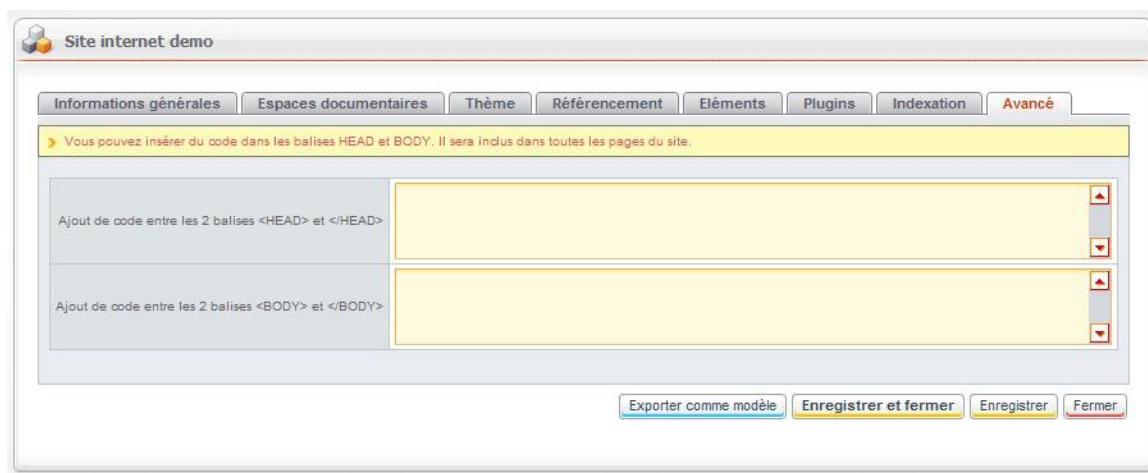 Site internet demo
Informations générales Espaces documentaires Thème Référencement Eléments Plugins Indexation Avancé
Vous pouvez insérer du code dans les balises HEAD et BODY. Il sera inclus dans toutes les pages du site.
Ajout de code entre les 2 balises <HEAD> et </HEAD>
Ajout de code entre les 2 balises <BODY> et </BODY>
Exporter comme modèle Enregistrer et fermer Enregistrer Fermer